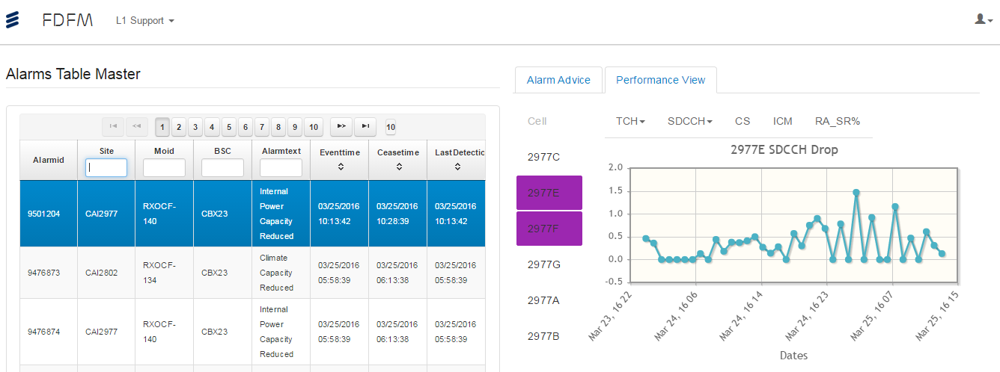 FDFM
L1 Support
Alarms Table Master
1 2 3 4 5 6 7 8 9 10 10
Alarmid Site Moid BSC Alarmtext Eventtime Ceasetime LastDetectic
9501204 CAI2977 RXOCF-140 CBX23 Internal Power Capacity Reduced 03/25/2016 10:13:42 03/25/2016 10:28:39 03/25/2016 10:13:42
9476873 CAI2802 RXOCF-134 CBX23 Climate Capacity Reduced 03/25/2016 05:58:39 03/25/2016 06:13:38 03/25/2016 05:58:39
9476874 CAI2977 RXOCF-140 CBX23 Internal Power Capacity Reduced 03/25/2016 05:58:39 03/25/2016 06:13:38 03/25/2016 05:58:39
Alarm Advice Performance View
Cell
2977C
2977E
2977F
2977G
2977A
2977B
TCH SDCCH CS ICM RA_SR%
2977E SDCCH Drop
2.0
1.5
1.0
0.5
0.0
-0.5
Mar 23, 16 22
Mar 24, 16 06
Mar 24, 16 14
Mar 24, 16 23
Mar 25, 16 07
Mar 25, 16 15
Dates